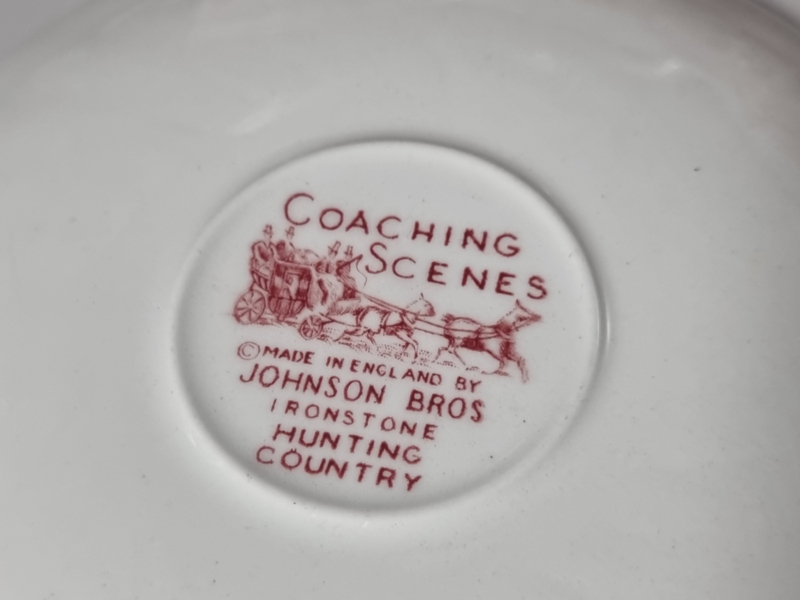 COACHING
SCENES
© MADE IN ENGLAND BY
JOHNSON BROS
IRONSTONE
HUNTING
COUNTRY